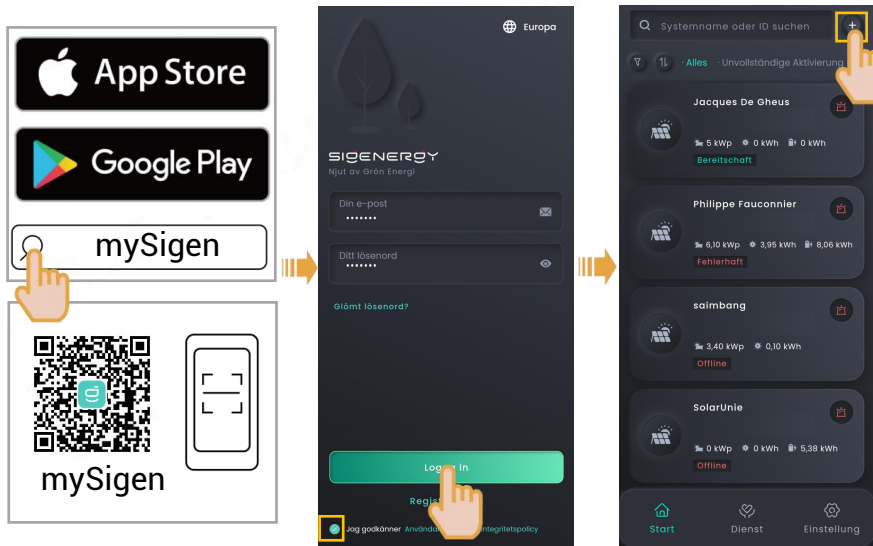 App Store
Google Play
mySigen
mySigen
Europa
SIGENERGY
Njut av Grön Energi
Din e-post
•••••••
Ditt lösenord
•••••••
Glömt lösenord?
in
Jag godkänner
Systemname oder ID suchen
+
· Alles · Unvollständige Aktivierung
Jacques De Gheus
5 kWp 0 kWh 0 kWh
Bereitschaft
Philippe Fauconnier
6,10 kWp 3,95 kWh 8,06 kWh
Fehlerhaft
saimbang
3,40 kWp 0,10 kWh
Offline
SolarUnie
0 kWp 0 kWh 5,38 kWh
Offline
Start Dienst Einstellung